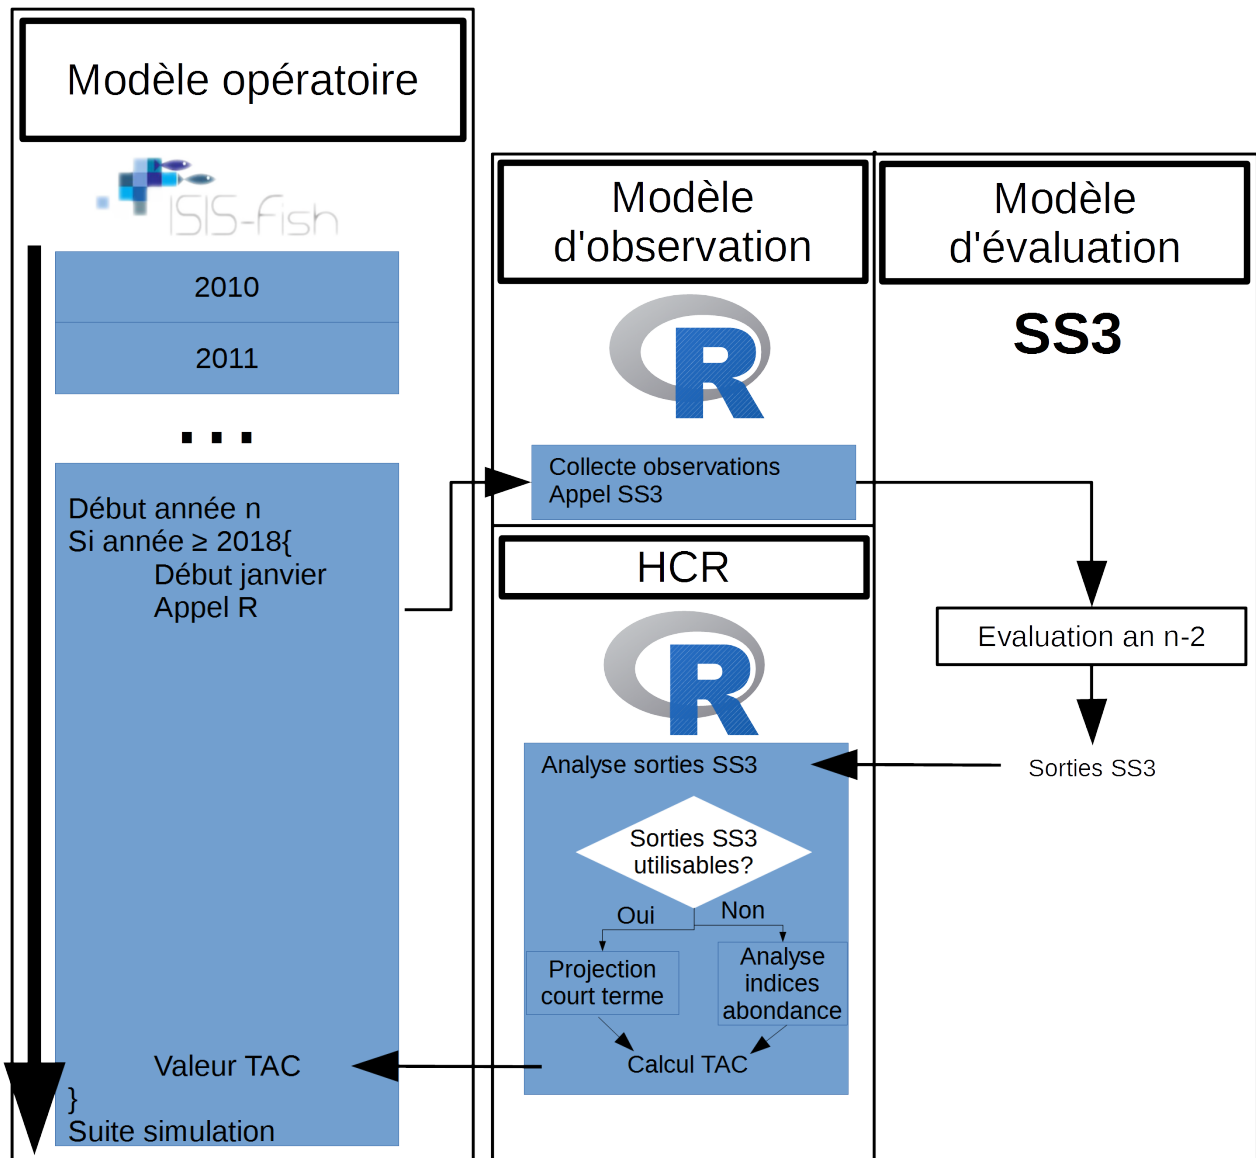 Modèle opératoire
ISIS-Fish
2010
2011
...
Début année n
Si année ≥ 2018{
Début janvier
Appel R
Valeur TAC
}
Suite simulation
Modèle
d'observation
R
Collecte observations
Appel SS3
HCR
R
Analyse sorties SS3
Sorties SS3
utilisables?
Oui
Non
Projection
court terme
Analyse
indices
abondance
Calcul TAC
Modèle
d'évaluation
SS3
Evaluation an n-2
Sorties SS3